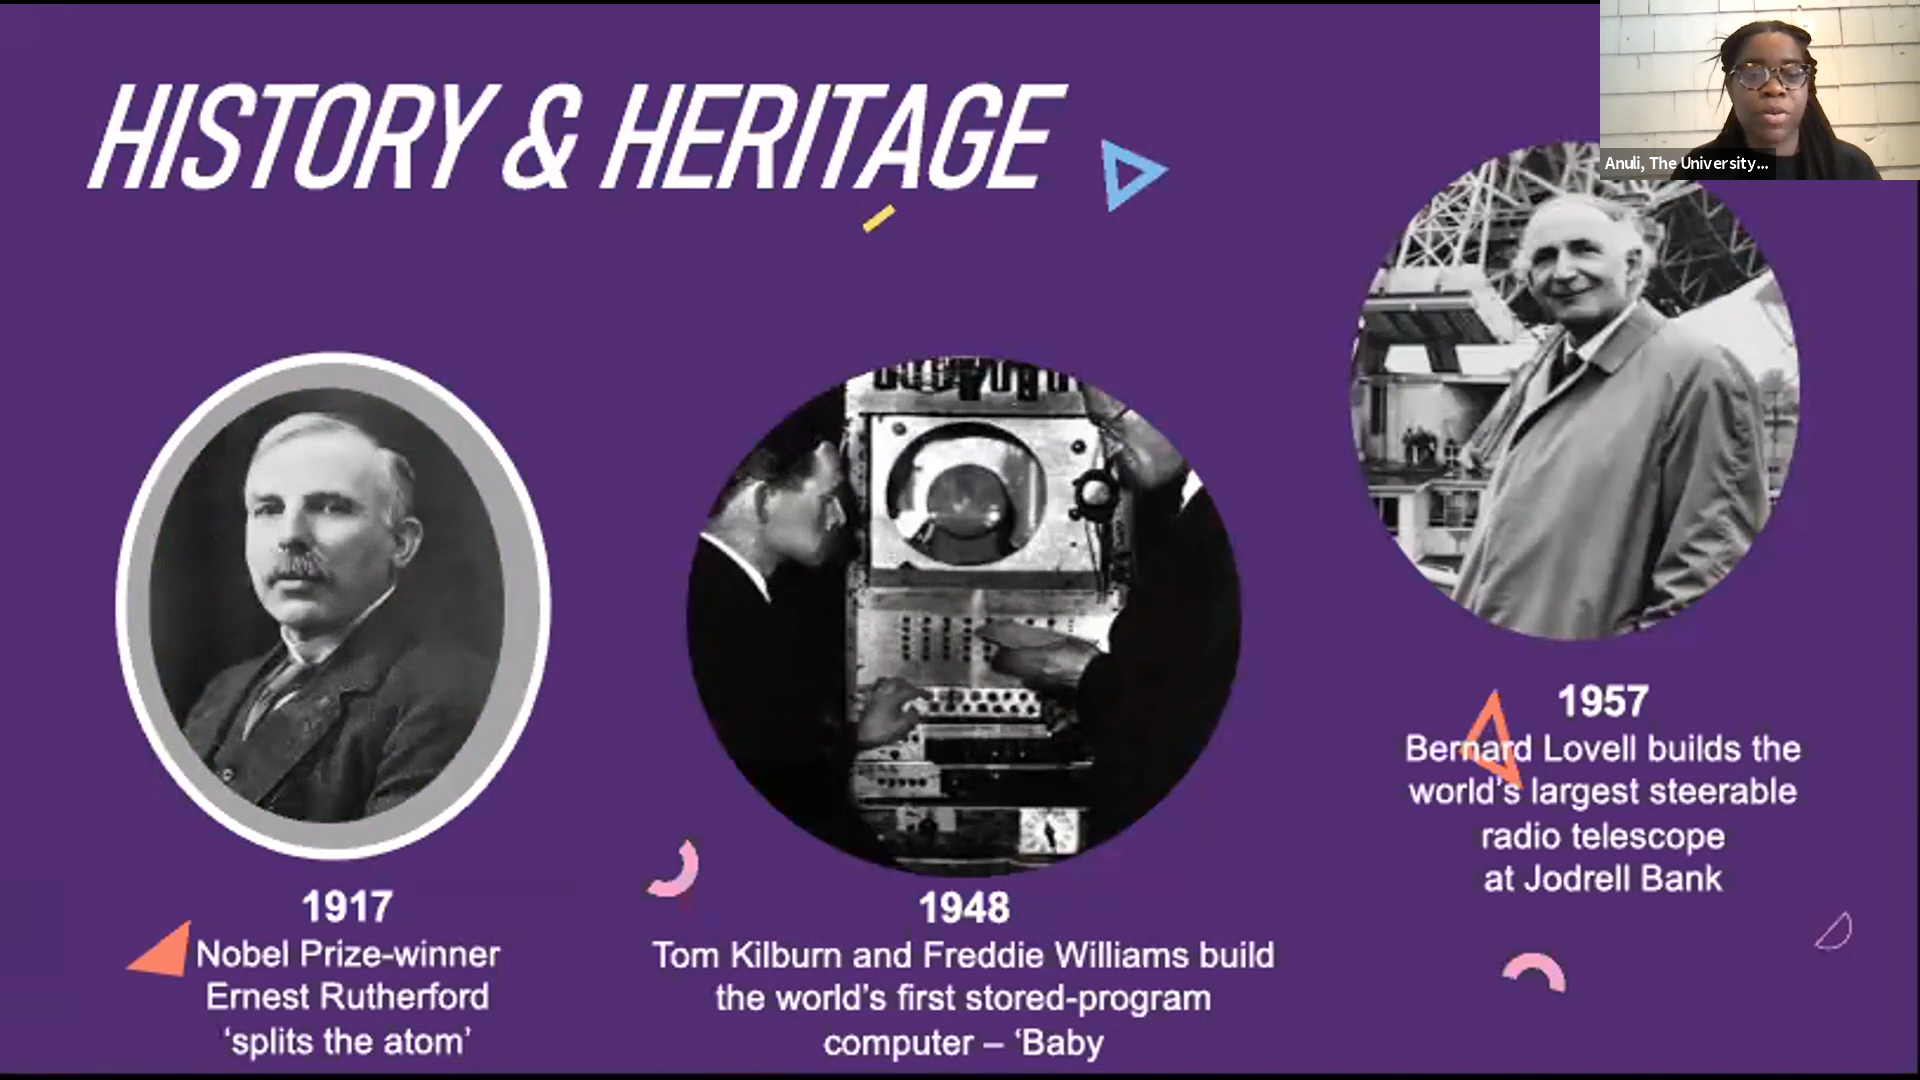 HISTORY & HERITAGE
Anuli, The University...
1917
Nobel Prize-winner
Ernest Rutherford
‘splits the atom’
1948
Tom Kilburn and Freddie Williams build
the world’s first stored-program
computer – ‘Baby
1957
Bernard Lovell builds the
world’s largest steerable
radio telescope
at Jodrell Bank